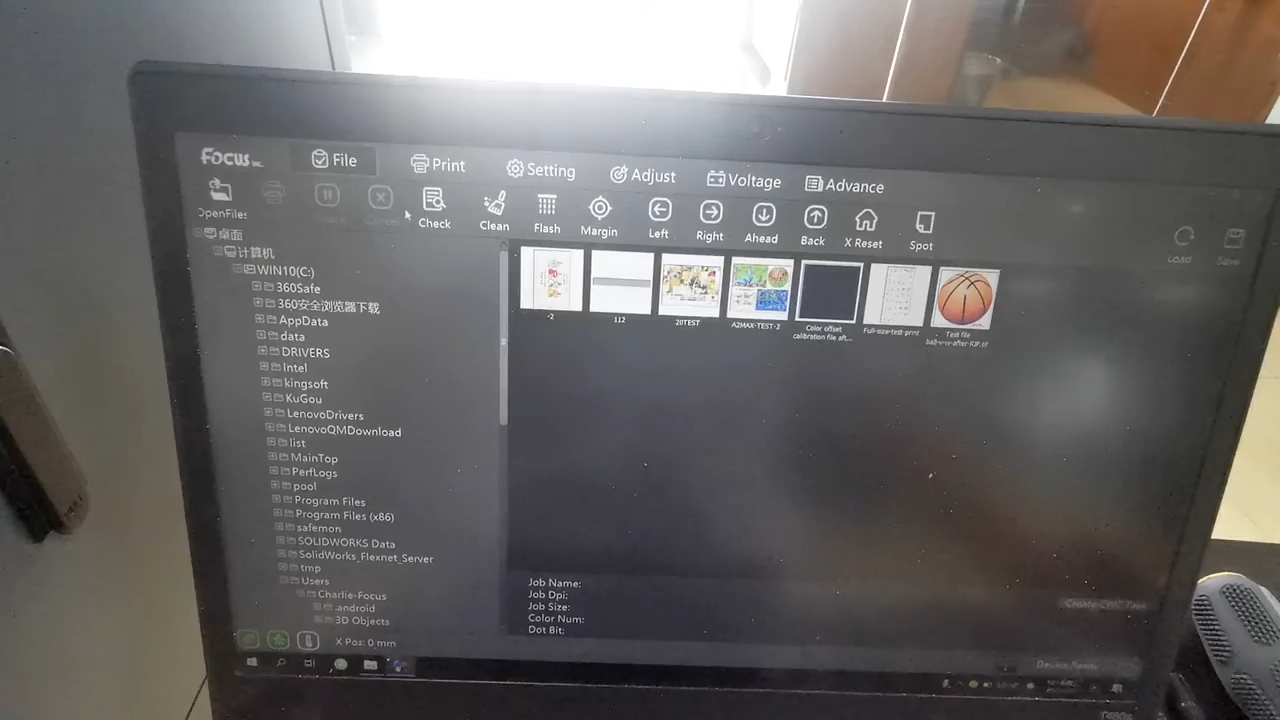 Focus Inc.
File
Print
Setting
Adjust
Voltage
Advance
OpenFiles
Check
Clean
Flash
Margin
Left
Right
Ahead
Back
X Reset
Spot
Load
Save
桌面
计算机
WIN10(C:)
360Safe
360安全浏览器下载
AppData
data
DRIVERS
Intel
kingsoft
KuGou
LenovoDrivers
LenovoQMDownload
list
MainTop
PerfLogs
pool
Program Files
Program Files (x86)
safemon
SOLIDWORKS Data
SolidWorks_Flexnet_Server
tmp
Users
Charlie-Focus
.android
3D Objects
-2
112
20TEST
A2MAX-TEST-2
Color offset
calibration file aft...
Full-size-test-print
Test file
Job Name:
Job Dpi:
Job Size:
Color Num:
Dot Bit:
X Pos: 0 mm
Device Ready